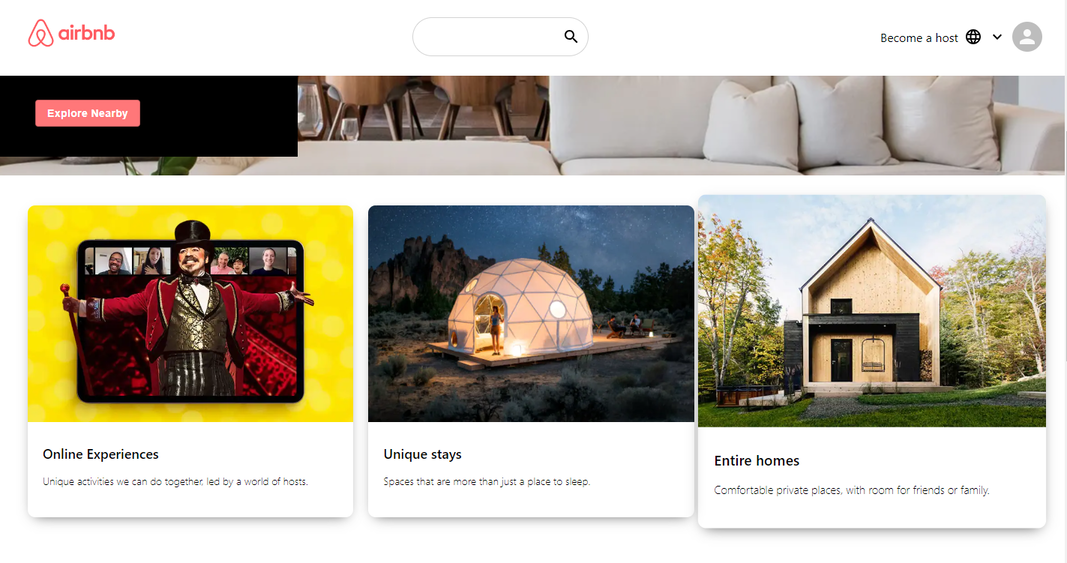 airbnb
Become a host
Explore Nearby
Online Experiences
Unique activities we can do together, led by a world of hosts.
Unique stays
Spaces that are more than just a place to sleep.
Entire homes
Comfortable private places, with room for friends or family.